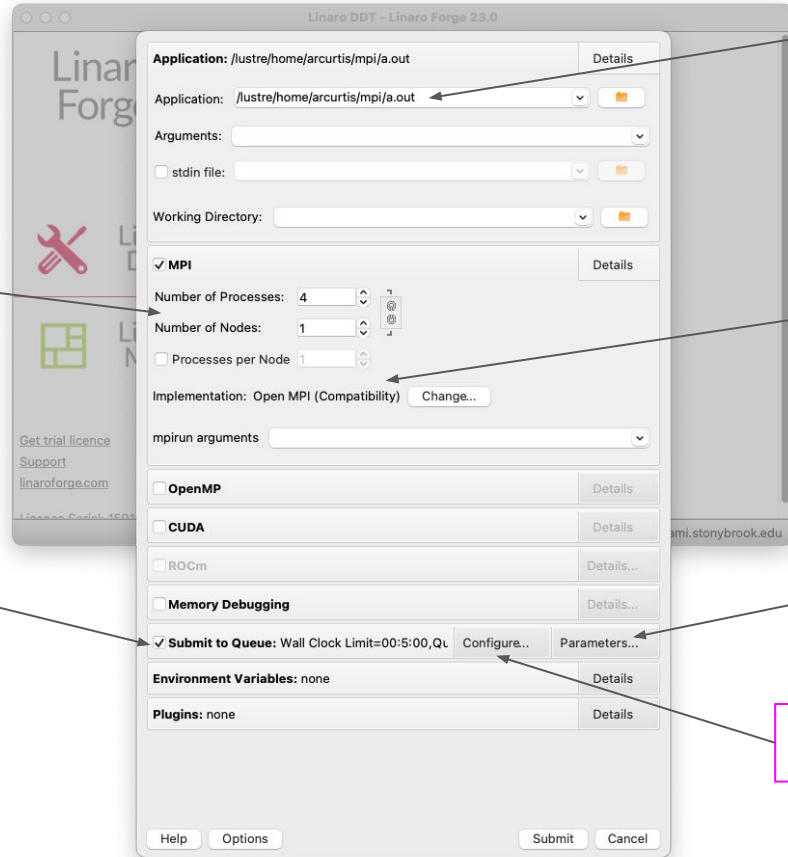 Linaro DDT - Linaro Forge 23.0
Application: /lustre/home/arcurtis/mpi/a.out Details
Application: /lustre/home/arcurtis/mpi/a.out
Arguments:
stdin file:
Working Directory:
MPI Details
Number of Processes: 4
Number of Nodes: 1
Processes per Node 1
Implementation: Open MPI (Compatibility) Change...
mpirun arguments
OpenMP Details
CUDA Details
ROCm Details...
Memory Debugging Details...
Submit to Queue: Wall Clock Limit=00:5:00,Qu Configure... Parameters...
Environment Variables: none Details
Plugins: none Details
Help Options Submit Cancel
Linar
Forg
Li
D
Li
N
Get trial licence
Support
linaroforge.com
ami.stonybrook.edu